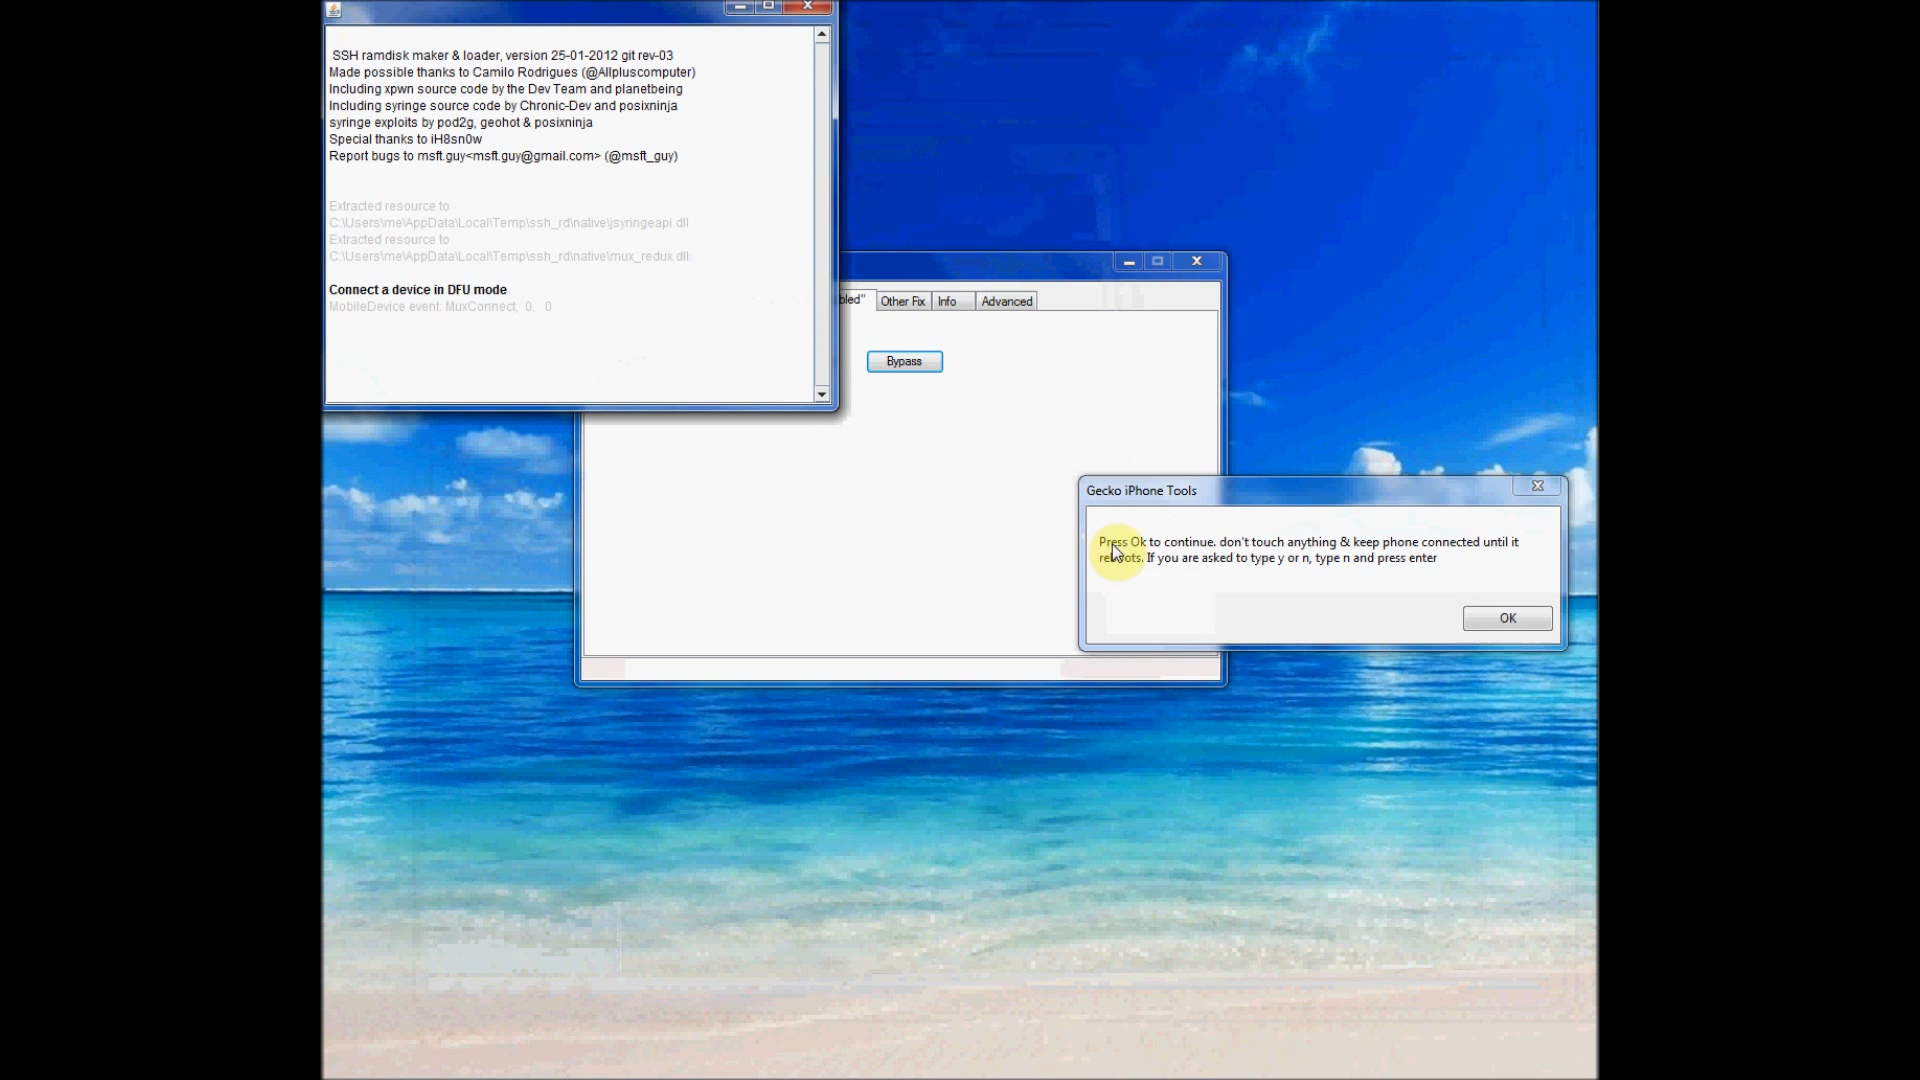 SSH ramdisk maker & loader, version 25-01-2012 git rev-03
Made possible thanks to Camilo Rodrigues (@Allpluscomputer)
Including xpwn source code by the Dev Team and planetbeing
Including syringe source code by Chronic-Dev and posixninja
syringe exploits by pod2g, geohot & posixninja
Special thanks to iH8sn0w
Report bugs to msft.guy<msft.guy@gmail.com> (@msft_guy)
Extracted resource to
C:\Users\me\AppData\Local\Temp\ssh_rd\native\jsyringeapi.dll
Extracted resource to
C:\Users\me\AppData\Local\Temp\ssh_rd\native\mux_redux.dll
Connect a device in DFU mode
MobileDevice event: MuxConnect, 0, 0
bled" Other Fix Info Advanced
Bypass
Gecko iPhone Tools
Press Ok to continue. don't touch anything & keep phone connected until it
reboots. If you are asked to type y or n, type n and press enter
OK